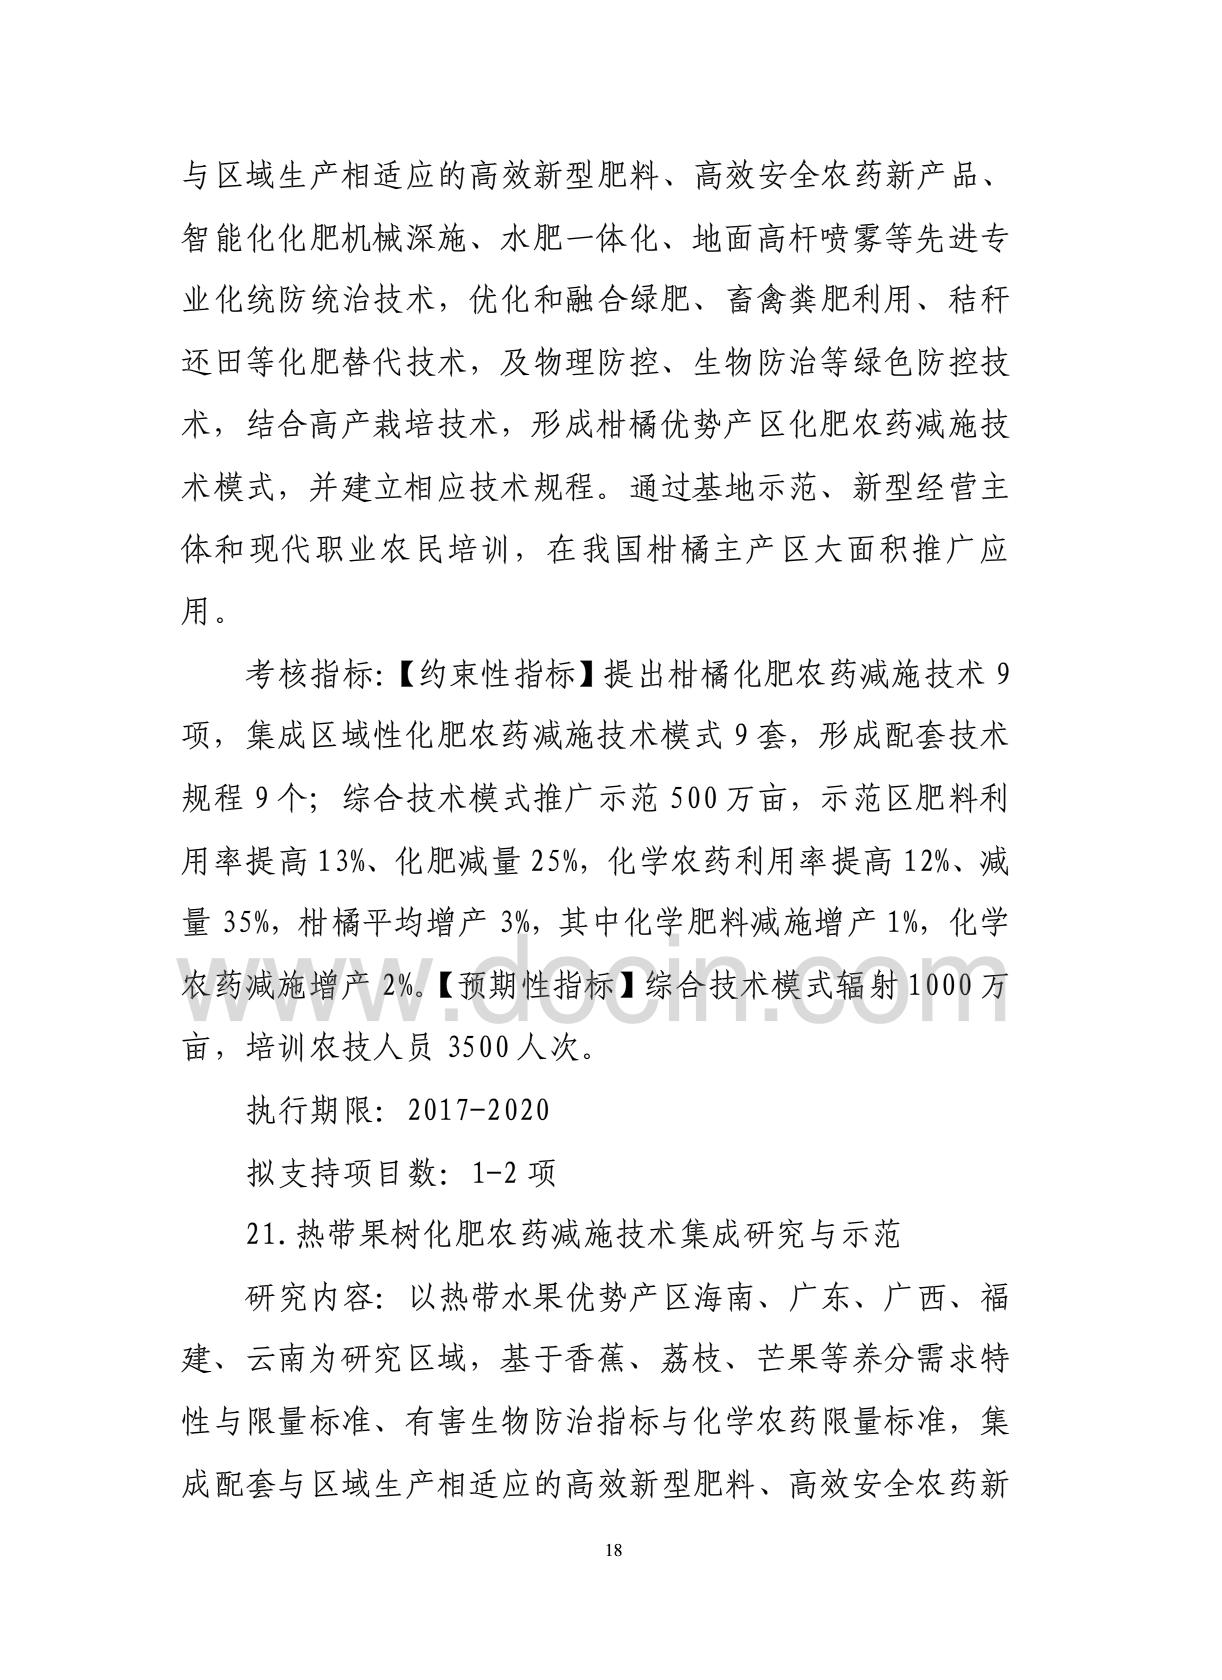 与区域生产相适应的高效新型肥料、高效安全农药新产品、
智能化化肥机械深施、水肥一体化、地面高杆喷雾等先进专
业化统防统治技术，优化和融合绿肥、畜禽粪肥利用、秸秆
还田等化肥替代技术，及物理防控、生物防治等绿色防控技
术，结合高产栽培技术，形成柑橘优势产区化肥农药减施技
术模式，并建立相应技术规程。通过基地示范、新型经营主
体和现代职业农民培训，在我国柑橘主产区大面积推广应
用。
考核指标：【约束性指标】提出柑橘化肥农药减施技术 9
项，集成区域性化肥农药减施技术模式 9 套，形成配套技术
规程 9 个；综合技术模式推广示范 500 万亩，示范区肥料利
用率提高 13%、化肥减量 25%，化学农药利用率提高 12%、减
量 35%，柑橘平均增产 3%，其中化学肥料减施增产 1%，化学
农药减施增产 2%。【预期性指标】综合技术模式辐射 1000 万
亩，培训农技人员 3500 人次。
执行期限：2017-2020
拟支持项目数：1-2 项
21.热带果树化肥农药减施技术集成研究与示范
研究内容：以热带水果优势产区海南、广东、广西、福
建、云南为研究区域，基于香蕉、荔枝、芒果等养分需求特
性与限量标准、有害生物防治指标与化学农药限量标准，集
成配套与区域生产相适应的高效新型肥料、高效安全农药新
18
www.docin.com